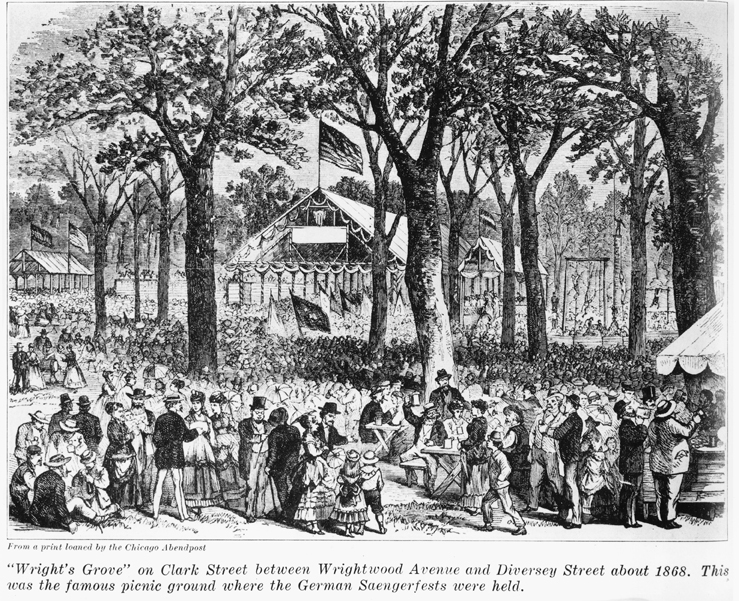 From a print loaned by the Chicago Abendpost
"Wright's Grove" on Clark Street between Wrightwood Avenue and Diversey Street about 1868. This
was the famous picnic ground where the German Saengerfests were held.